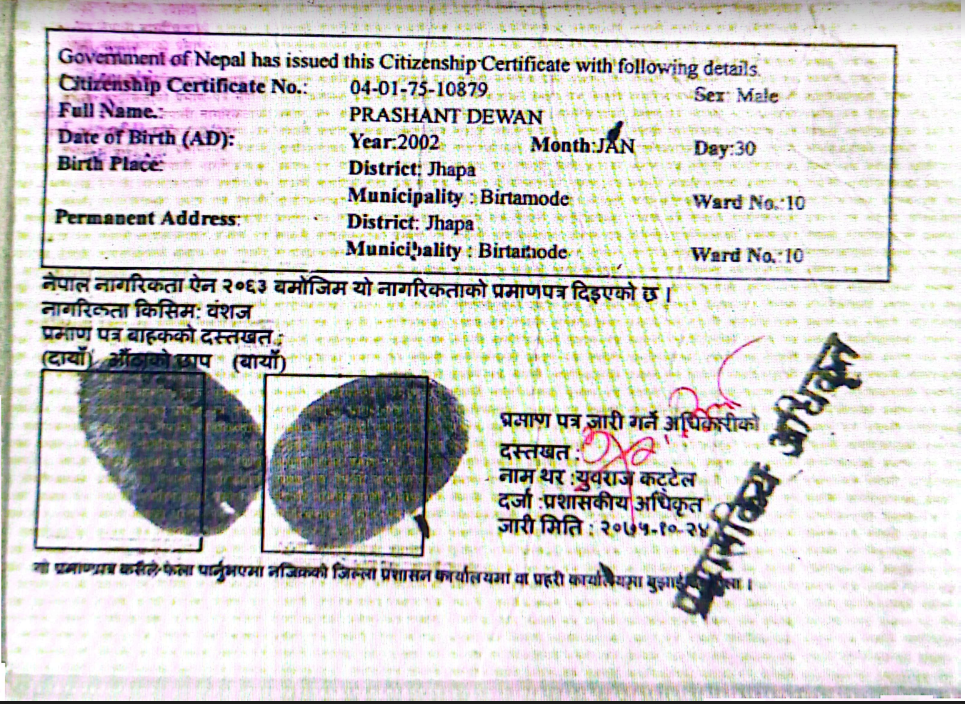 Government of Nepal has issued this Citizenship Certificate with following details.
Citizenship Certificate No.: 04-01-75-10879 Sex: Male
Full Name.: PRASHANT DEWAN
Date of Birth (AD): Year:2002 Month:JAN Day:30
Birth Place: District: Jhapa
Municipality : Birtamode Ward No.:10
Permanent Address: District: Jhapa
Municipality : Birtamode Ward No.:10
नेपाल नागरिकता ऐन २०६३ बमोजिम यो नागरिकताको प्रमाणपत्र दिइएको छ।
नागरिकता किसिम: वंशज
प्रमाण पत्र बाहकको दस्तखत :
(दायाँ) औंठाको छाप (बायाँ)
प्रमाण पत्र जारी गर्ने अधिकारीको
दस्तखत :
नाम थर :युवराज कट्टेल
दर्जा :प्रशासकीय अधिकृत
जारी मिति : २०७५-१०-२४
प्रशासकिय अधिकृत
यो प्रमाणपत्र कसैले फेला पार्नुभएमा नजिकको जिल्ला प्रशासन कार्यालयमा वा प्रहरी कार्यालयमा